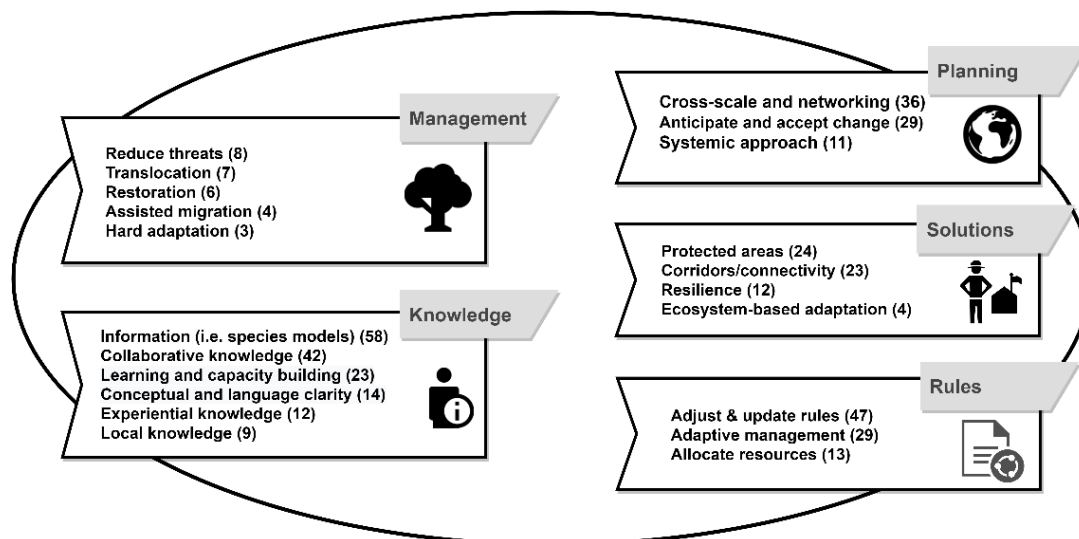 Management
Reduce threats (8)
Translocation (7)
Restoration (6)
Assisted migration (4)
Hard adaptation (3)
Knowledge
Information (i.e. species models) (58)
Collaborative knowledge (42)
Learning and capacity building (23)
Conceptual and language clarity (14)
Experiential knowledge (12)
Local knowledge (9)
Planning
Cross-scale and networking (36)
Anticipate and accept change (29)
Systemic approach (11)
Solutions
Protected areas (24)
Corridors/connectivity (23)
Resilience (12)
Ecosystem-based adaptation (4)
Rules
Adjust & update rules (47)
Adaptive management (29)
Allocate resources (13)